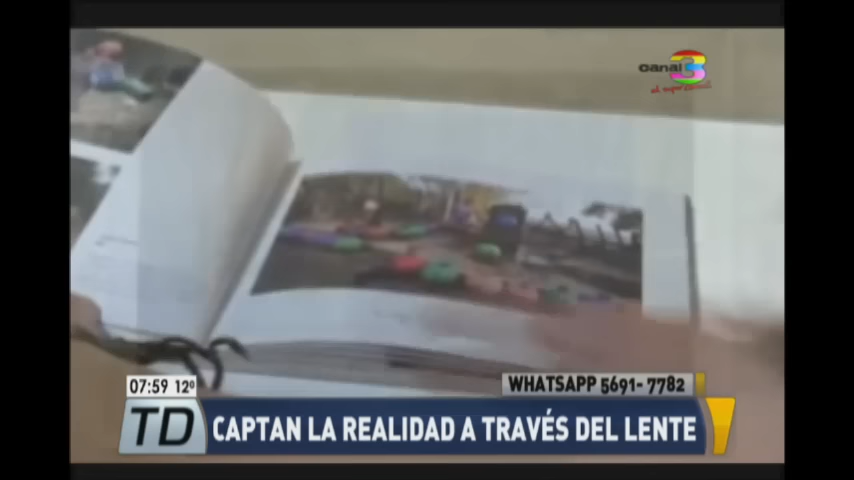 canal 3
07:59 12º
WHATSAPP 5691-7782
TD CAPTAN LA REALIDAD A TRAVÉS DEL LENTE